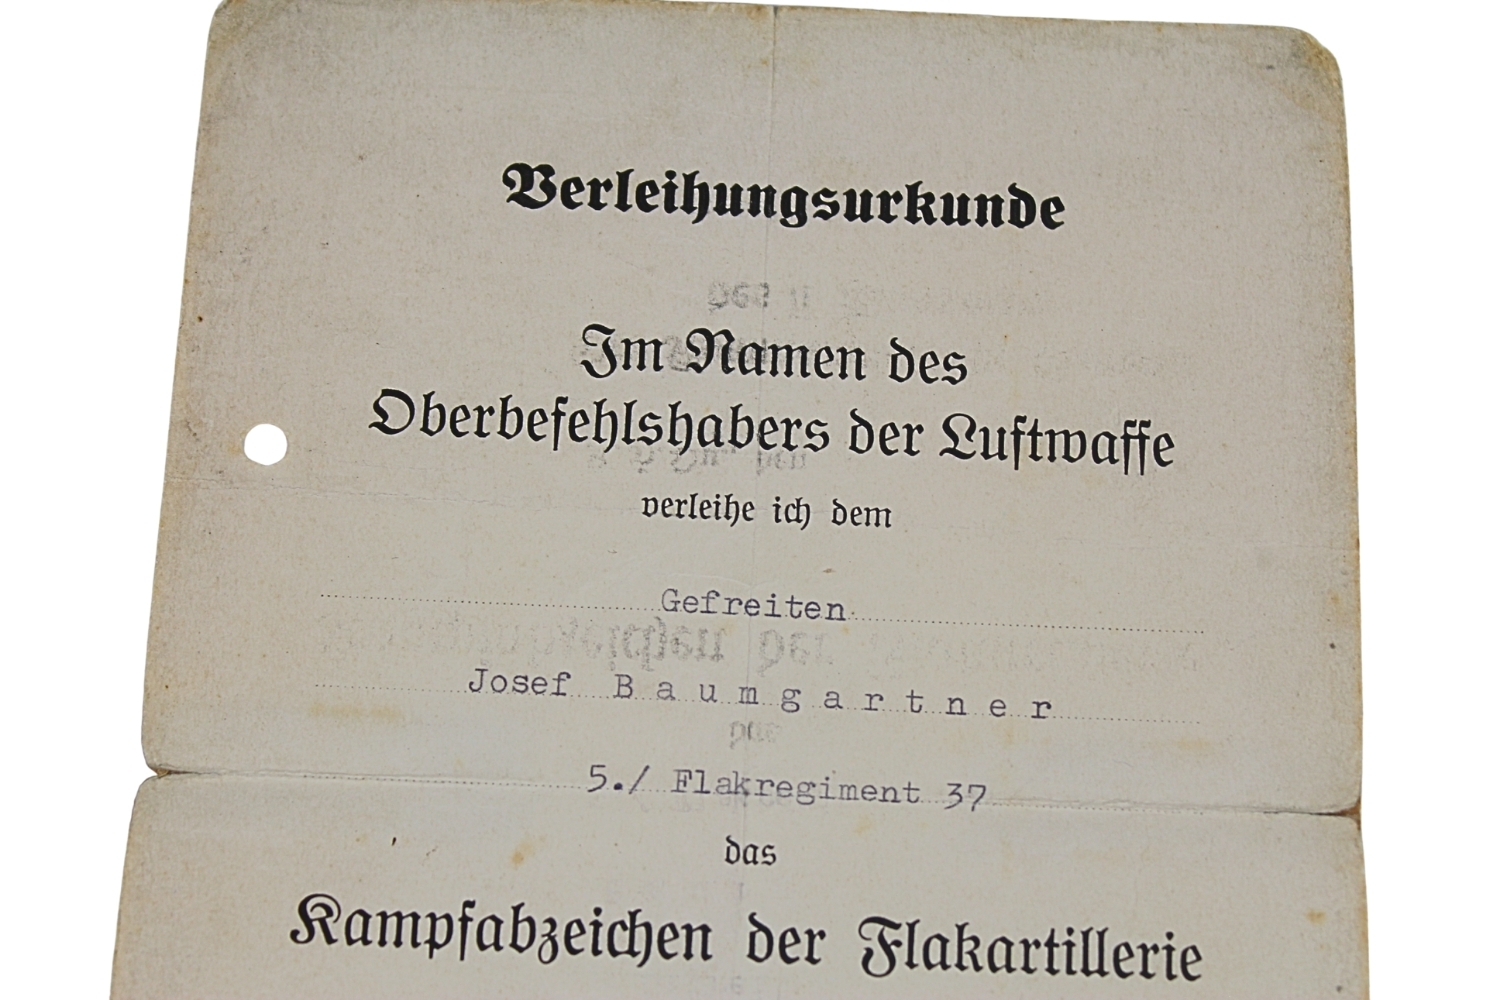 Verleihungsurkunde
Im Namen des
Oberbefehlshabers der Luftwaffe
verleihe ich dem
Gefreiten
Josef B a u m g a r t n e r
5./ Flakregiment 37
das
Kampfabzeichen der Flakartillerie